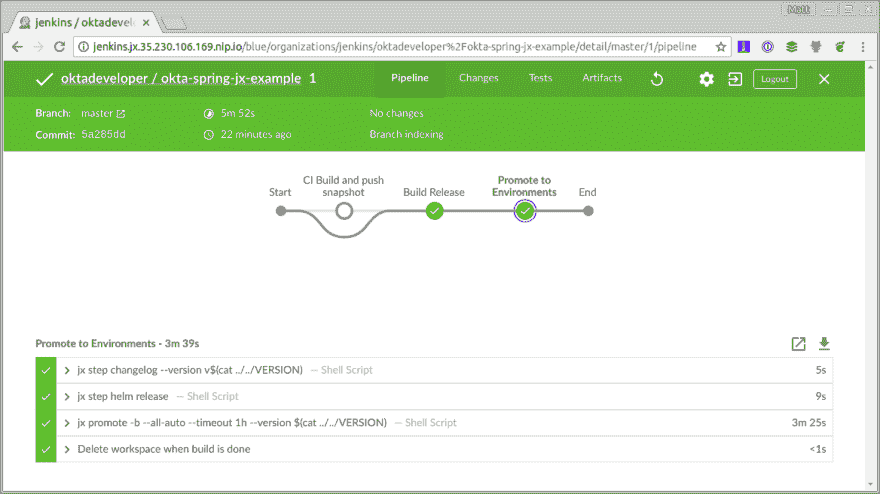 jenkins / oktadevel
Matt
jenkins.jx.35.230.106.169.nip.io/blue/organizations/jenkins/oktadeveloper%2Fokta-spring-jx-example/detail/master/1/pipeline
oktadeveloper / okta-spring-jx-example 1
Pipeline Changes Tests Artifacts Logout
Branch: master 5m 52s No changes
Commit: 5a285dd 22 minutes ago Branch indexing
Start
CI Build and push
snapshot
Build Release
Promote to
Environments
End
Promote to Environments - 3m 39s
jx step changelog --version v$(cat ../../VERSION) — Shell Script 5s
jx step helm release — Shell Script 9s
jx promote -b --all-auto --timeout 1h --version $(cat ../../VERSION) — Shell Script 3m 25s
Delete workspace when build is done <1s